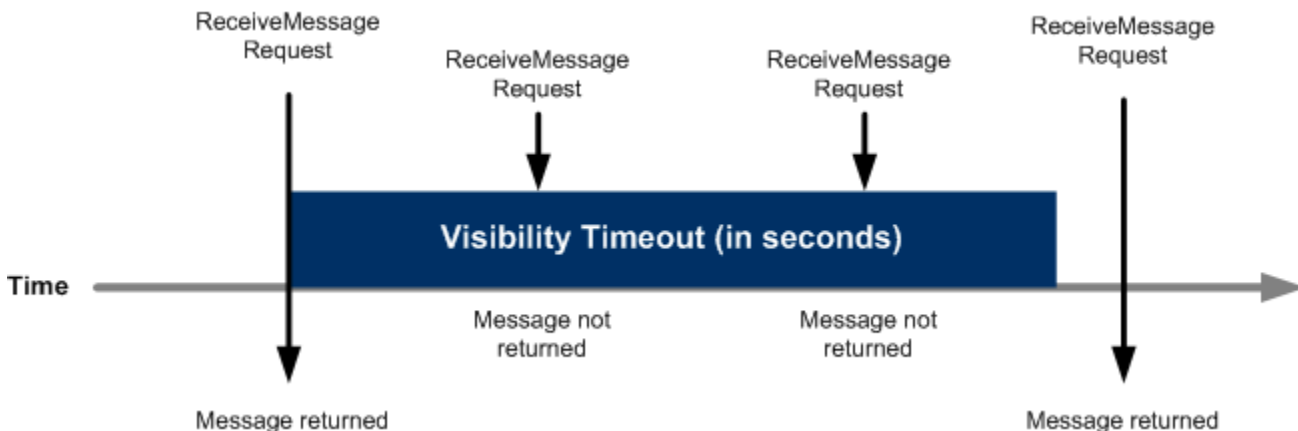 ReceiveMessage
Request
ReceiveMessage
Request
ReceiveMessage
Request
ReceiveMessage
Request
Visibility Timeout (in seconds)
Time
Message not
returned
Message not
returned
Message returned
Message returned